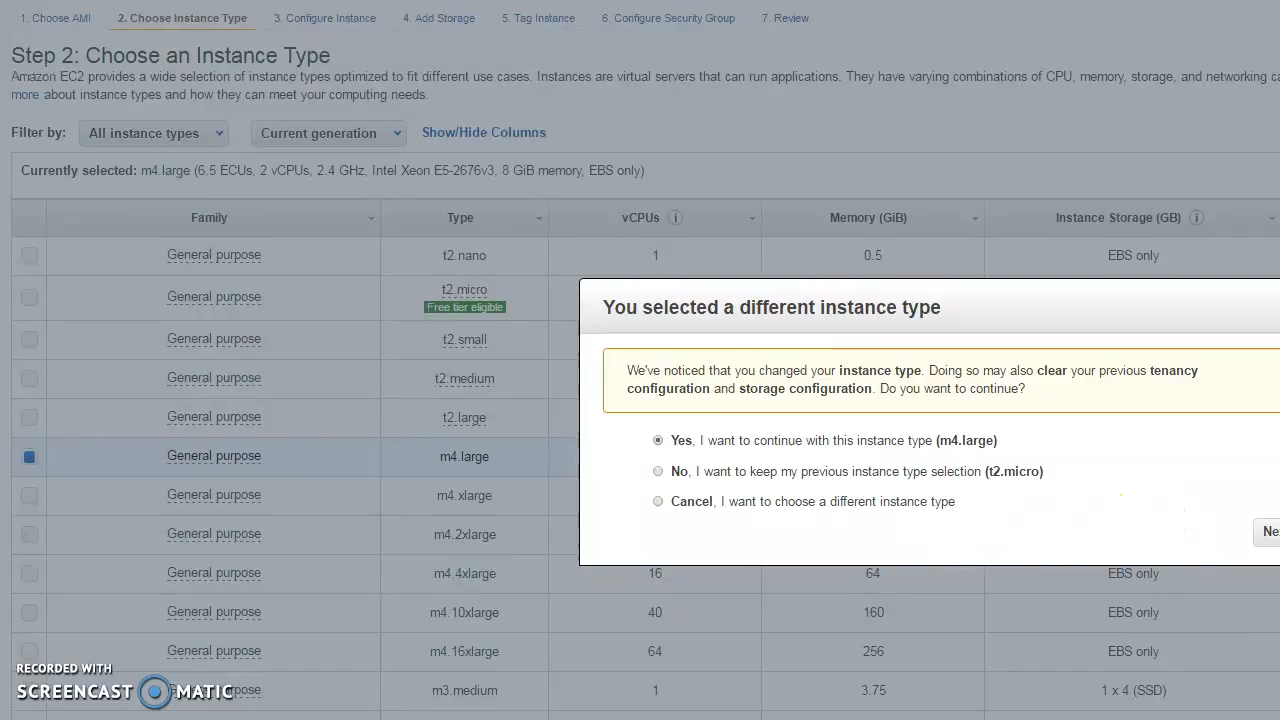 1. Choose AMI 2. Choose Instance Type 3. Configure Instance 4. Add Storage 5. Tag Instance 6. Configure Security Group 7. Review
Step 2: Choose an Instance Type
Amazon EC2 provides a wide selection of instance types optimized to fit different use cases. Instances are virtual servers that can run applications. They have varying combinations of CPU, memory, storage, and networking ca
more about instance types and how they can meet your computing needs.
Filter by: All instance types Current generation Show/Hide Columns
Currently selected: m4.large (6.5 ECUs, 2 vCPUs, 2.4 GHz, Intel Xeon E5-2676v3, 8 GiB memory, EBS only)
Family Type vCPUs Memory (GiB) Instance Storage (GB)
General purpose t2.nano 1 0.5 EBS only
General purpose t2.micro
Free tier eligible
General purpose t2.small
General purpose t2.medium
General purpose t2.large
General purpose m4.large
General purpose m4.xlarge
General purpose m4.2xlarge
General purpose m4.4xlarge 16 64 EBS only
General purpose m4.10xlarge 40 160 EBS only
General purpose m4.16xlarge 64 256 EBS only
pose m3.medium 1 3.75 1 x 4 (SSD)
You selected a different instance type
We've noticed that you changed your instance type. Doing so may also clear your previous tenancy
configuration and storage configuration. Do you want to continue?
Yes, I want to continue with this instance type (m4.large)
No, I want to keep my previous instance type selection (t2.micro)
Cancel, I want to choose a different instance type
Ne
RECORDED WITH
SCREENCAST MATIC